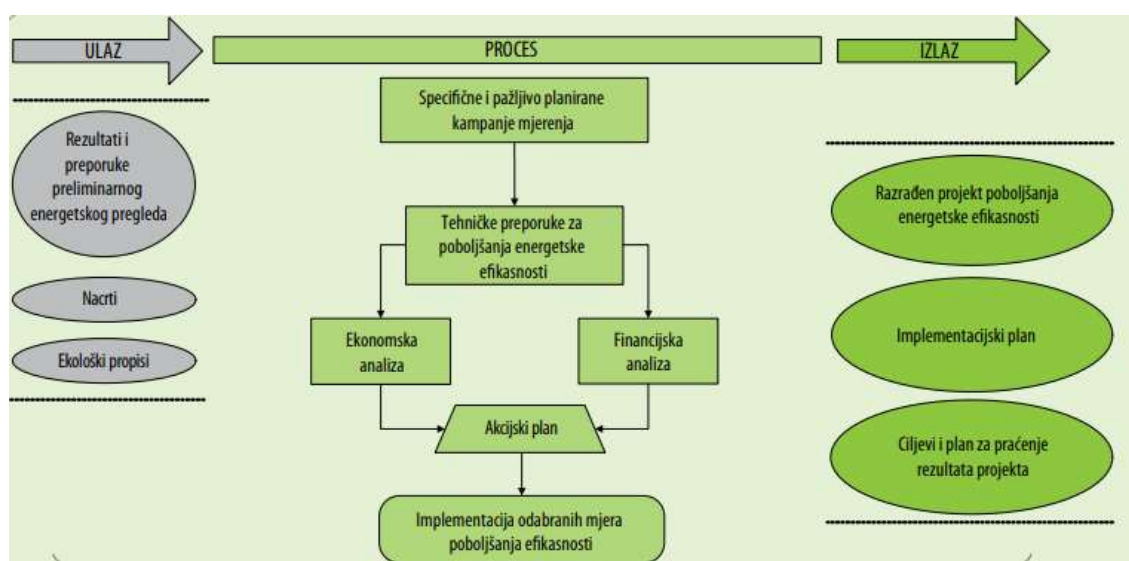 ULAZ
PROCES
IZLAZ
Rezultati i
preporuke
preliminarnog
energetskog pregleda
Nacrti
Ekološki propisi
Specifične i pažljivo planirane
kampanje mjerenja
Tehničke preporuke za
poboljšanja energetske
efikasnosti
Ekonomska
analiza
Financijska
analiza
Akcijski plan
Implementacija odabranih mjera
poboljšanja efikasnosti
Razrađen projekt poboljšanja
energetske efikasnosti
Implementacijski plan
Ciljevi i plan za praćenje
rezultata projekta